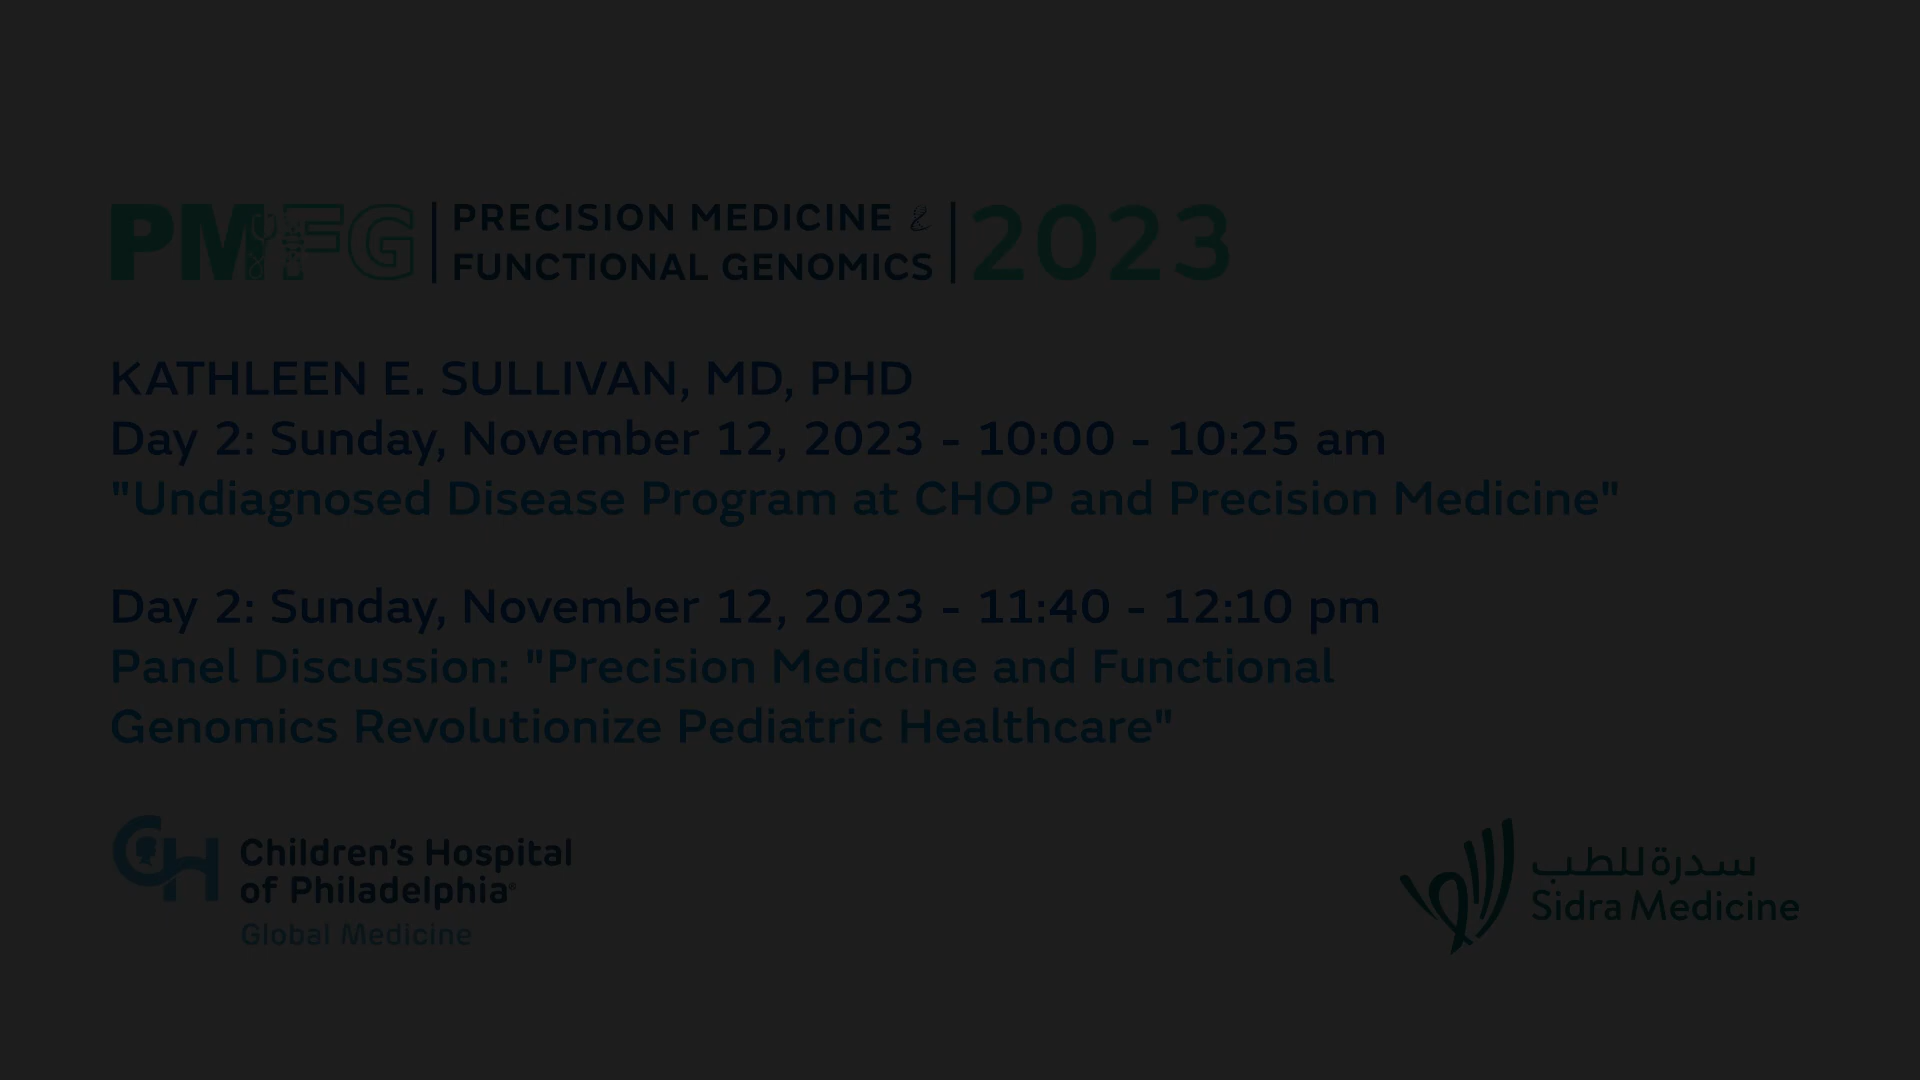 PMFG
PRECISION MEDICINE &
FUNCTIONAL GENOMICS
2023
KATHLEEN E. SULLIVAN, MD, PHD
Day 2: Sunday, November 12, 2023 - 10:00 - 10:25 am
"Undiagnosed Disease Program at CHOP and Precision Medicine"
Day 2: Sunday, November 12, 2023 - 11:40 - 12:10 pm
Panel Discussion: "Precision Medicine and Functional
Genomics Revolutionize Pediatric Healthcare"
CH
Children's Hospital
of Philadelphia®
Global Medicine
سدرة للطب
Sidra Medicine